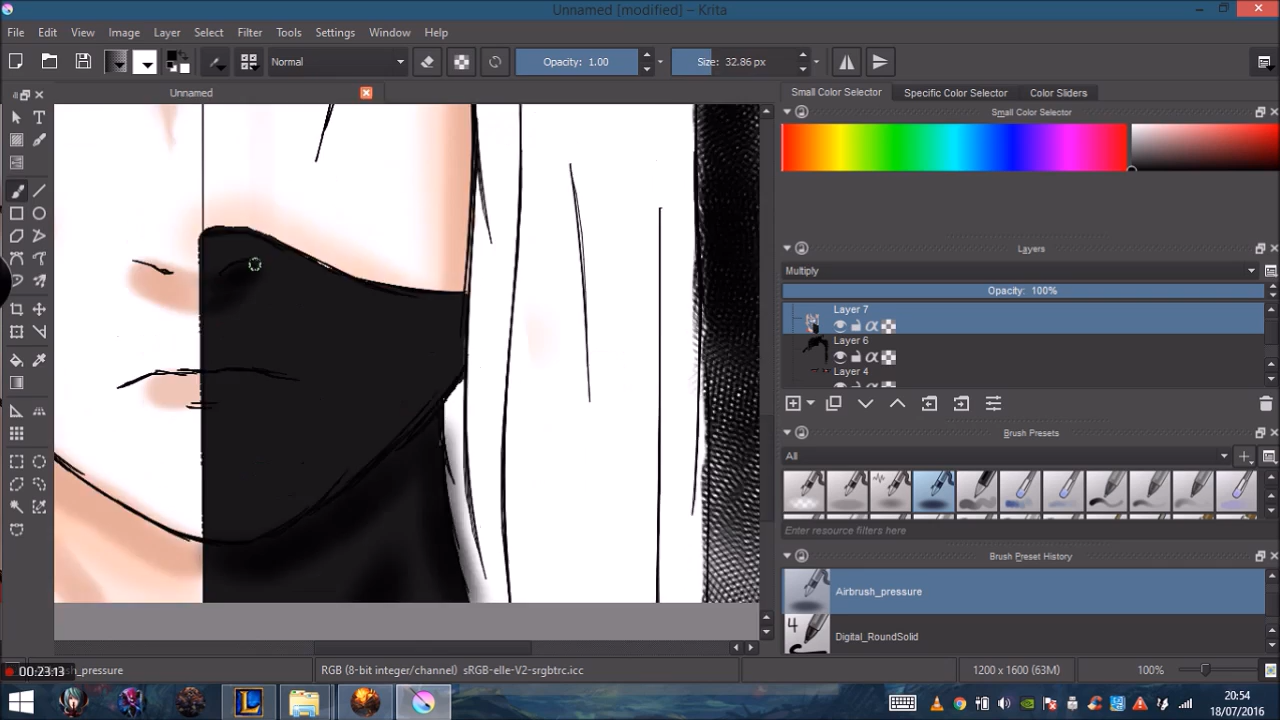 Unnamed [modified] – Krita
File Edit View Image Layer Select Filter Tools Settings Window Help
Normal Opacity: 1.00 Size: 32.86 px
Unnamed
Small Color Selector Specific Color Selector Color Sliders
Small Color Selector
Layers
Multiply
Opacity: 100%
Layer 7
Layer 6
Layer 4
Brush Presets
All
Enter resource filters here
Brush Preset History
Airbrush_pressure
4 Digital_RoundSolid
00:23:13 sh_pressure RGB (8-bit integer/channel) sRGB-elle-V2-srgbtrc.icc 1200 x 1600 (63M) 100%
20:54
18/07/2016